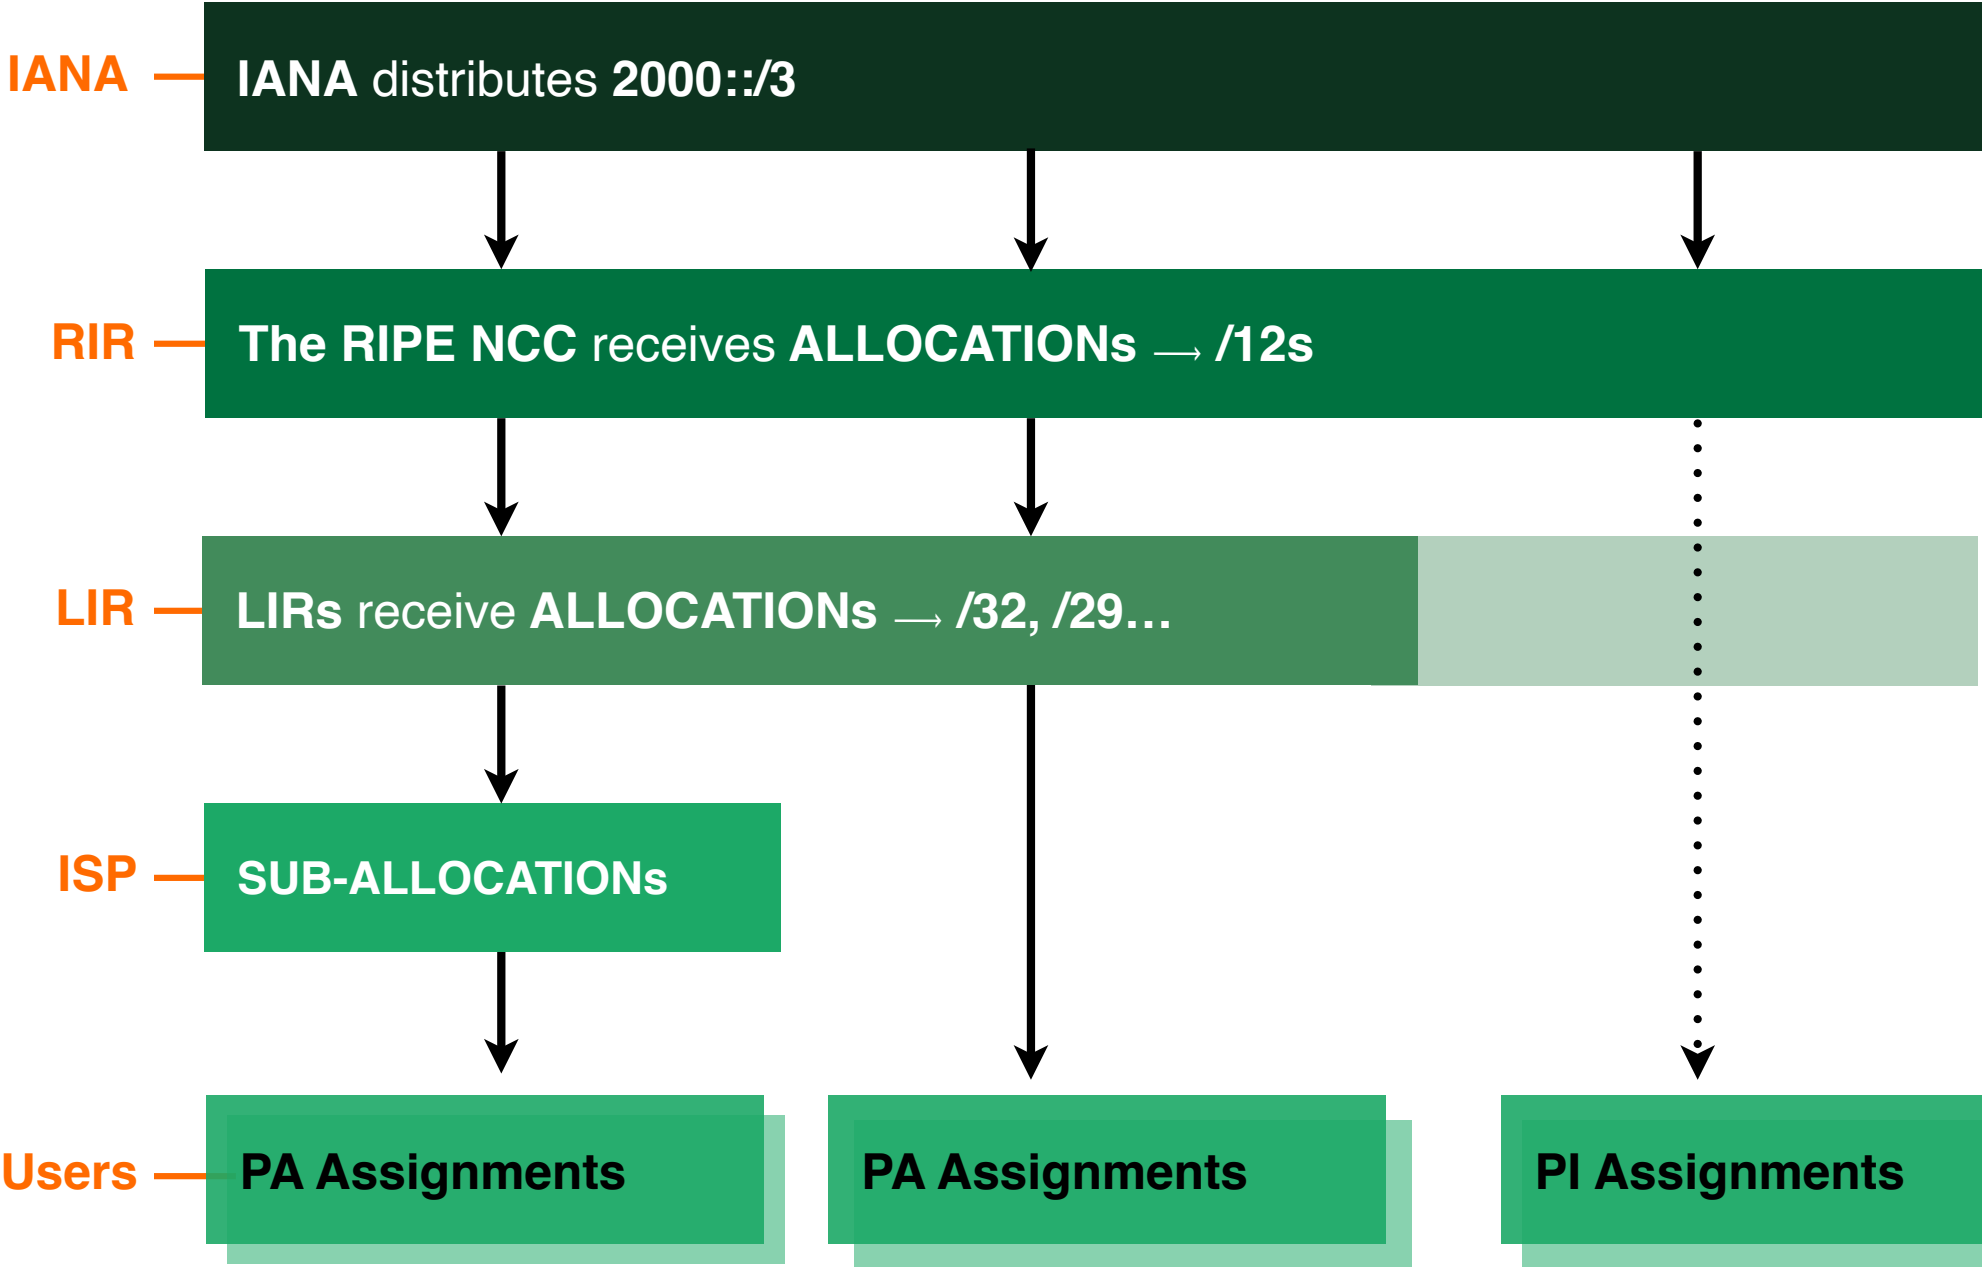 IANA
IANA distributes 2000::/3
RIR
The RIPE NCC receives ALLOCATIONs → /12s
LIR
LIRs receive ALLOCATIONs → /32, /29…
ISP
SUB-ALLOCATIONs
Users
PA Assignments
PA Assignments
PI Assignments